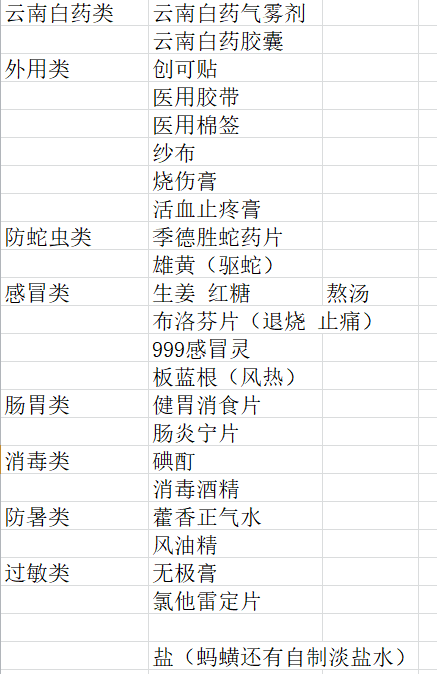 云南白药类 云南白药气雾剂
云南白药胶囊
外用类 创可贴
医用胶带
医用棉签
纱布
烧伤膏
活血止疼膏
防蛇虫类 季德胜蛇药片
雄黄（驱蛇）
感冒类 生姜 红糖 熬汤
布洛芬片（退烧 止痛）
999感冒灵
板蓝根（风热）
肠胃类 健胃消食片
肠炎宁片
消毒类 碘酊
消毒酒精
防暑类 藿香正气水
风油精
过敏类 无极膏
氯他雷定片
盐（蚂蟥还有自制淡盐水）